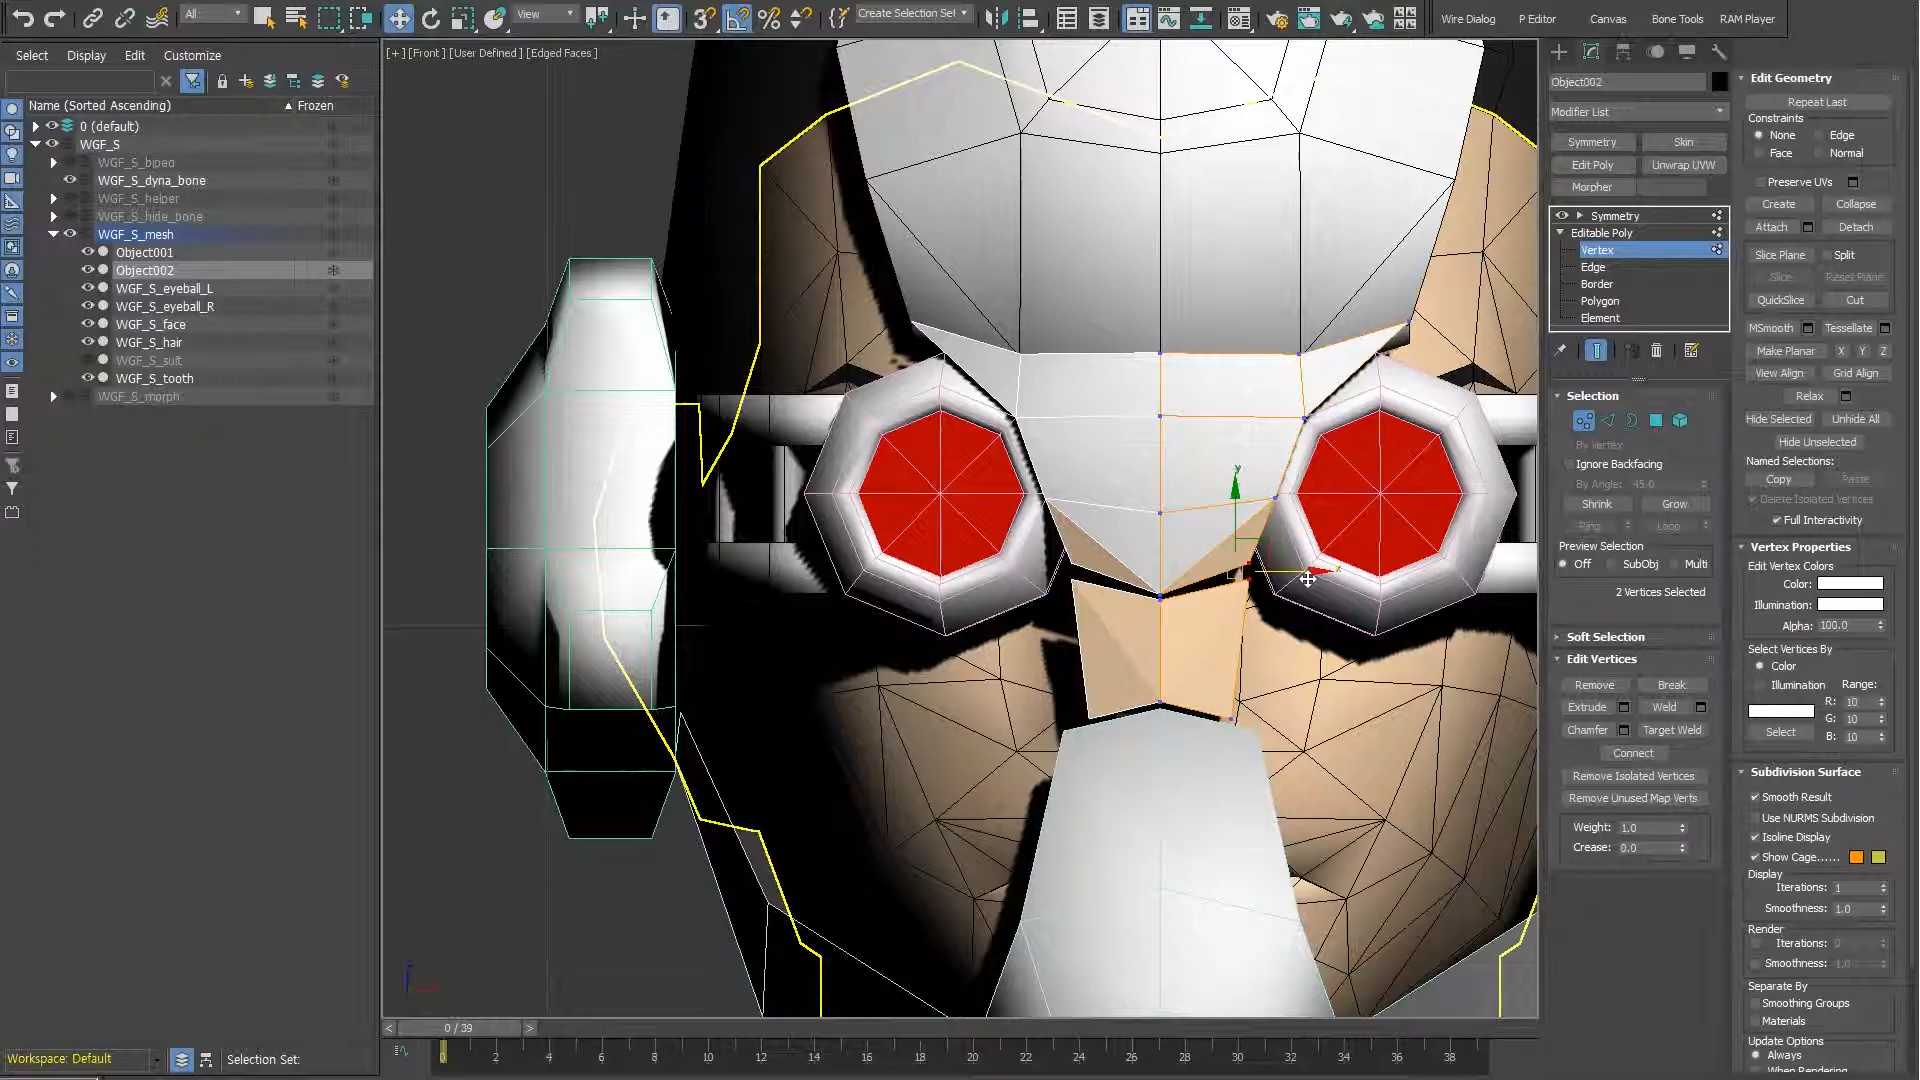 All
View
3
Create Selection Set
Wire Dialog
P Editor
Canvas
Bone Tools
RAM Player
Select
Display
Edit
Customize
Name (Sorted Ascending)
Frozen
0 (default)
WGF_S
WGF_S_biped
WGF_S_dyna_bone
WGF_S_helper
WGF_S_hide_bone
WGF_S_mesh
Object001
Object002
WGF_S_eyeball_L
WGF_S_eyeball_R
WGF_S_face
WGF_S_hair
WGF_S_suit
WGF_S_tooth
WGF_S_morph
Workspace: Default
Selection Set:
[+] [Front] [User Defined] [Edged Faces]
y
x
<
0 / 39
>
0
2
4
6
8
10
12
14
16
18
20
22
24
26
28
30
32
34
36
38
Object002
Modifier List
Symmetry
Skin
Edit Poly
Unwrap UVW
Morpher
Symmetry
Editable Poly
Vertex
Edge
Border
Polygon
Element
Selection
By Vertex
Ignore Backfacing
By Angle: 45.0
Shrink
Grow
Ring
Loop
Preview Selection
Off
SubObj
Multi
2 Vertices Selected
Soft Selection
Edit Vertices
Remove
Break
Extrude
Weld
Chamfer
Target Weld
Connect
Remove Isolated Vertices
Remove Unused Map Verts
Weight: 1.0
Crease: 0.0
Edit Geometry
Repeat Last
Constraints
None
Edge
Face
Normal
Preserve UVs
Create
Collapse
Attach
Detach
Slice Plane
Split
Slice
Reset Plane
QuickSlice
Cut
MSmooth
Tessellate
Make Planar
X
Y
Z
View Align
Grid Align
Relax
Hide Selected
Unhide All
Hide Unselected
Named Selections:
Copy
Paste
Delete Isolated Vertices
Full Interactivity
Vertex Properties
Edit Vertex Colors
Color:
Illumination:
Alpha: 100.0
Select Vertices By
Color
Illumination
Range:
R: 10
G: 10
B: 10
Select
Subdivision Surface
Smooth Result
Use NURMS Subdivision
Isoline Display
Show Cage......
Display
Iterations: 1
Smoothness: 1.0
Render
Iterations: 0
Smoothness: 1.0
Separate By
Smoothing Groups
Materials
Update Options
Always
When Rendering